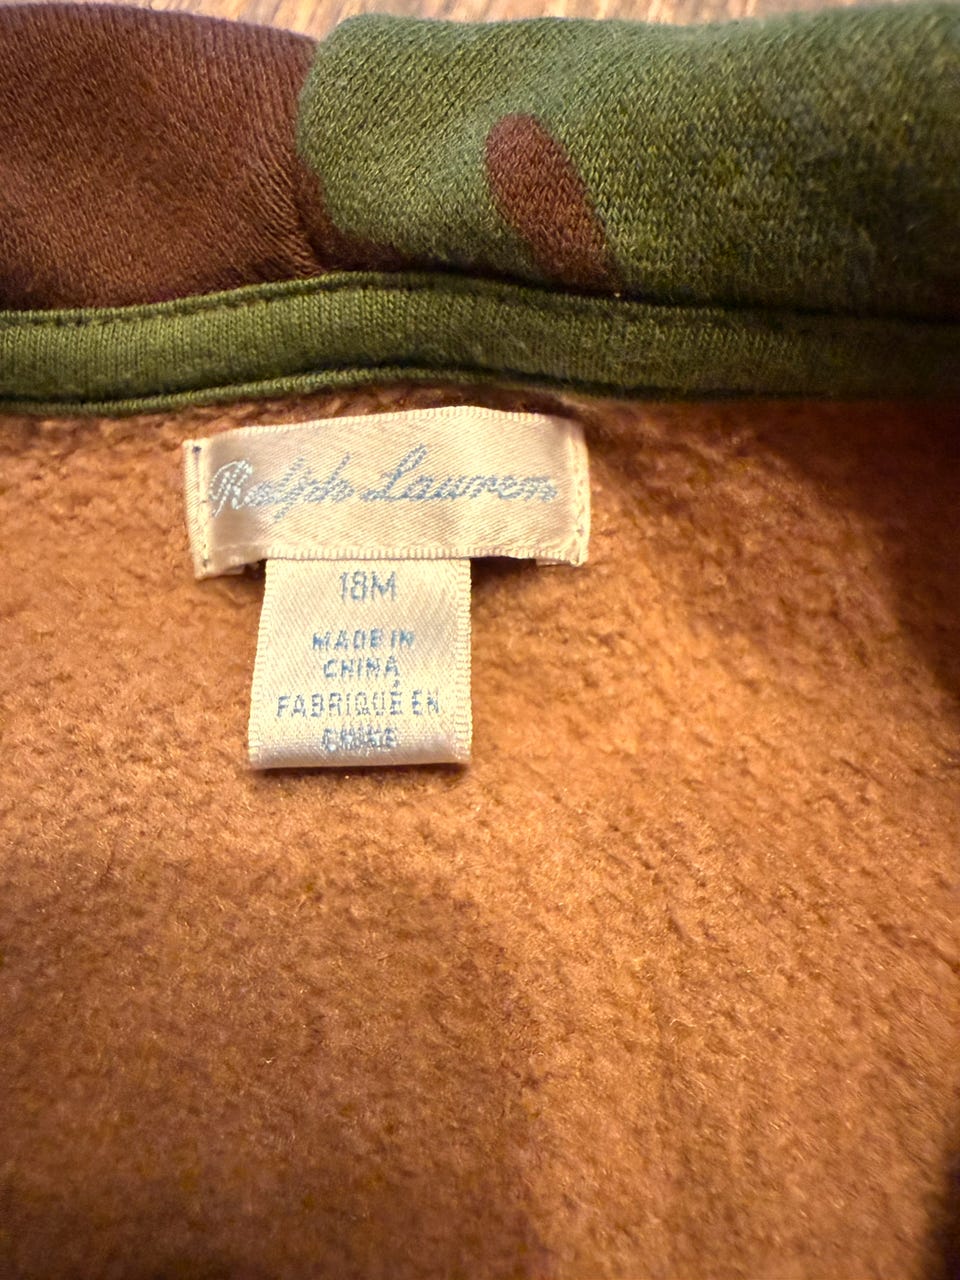 Ralph Lauren
18M
MADE IN
CHINA
FABRIQUÉ EN
CHINE